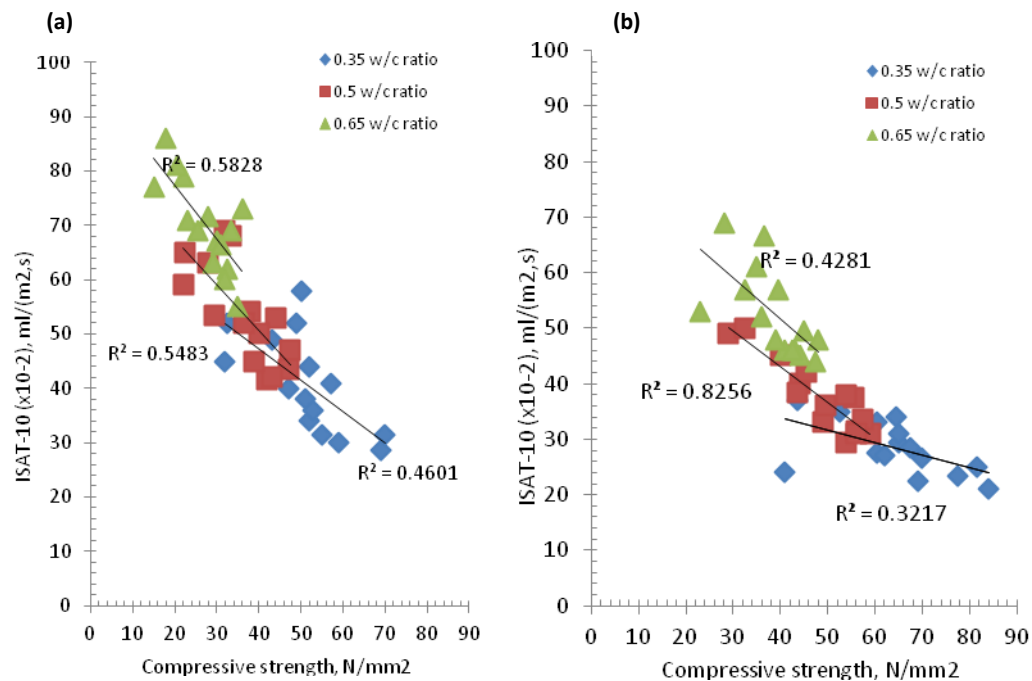 (a)
0.35 w/c ratio
0.5 w/c ratio
0.65 w/c ratio
ISAT-10 (x10-2), ml/(m2,s)
100
90
80
70
60
50
40
30
20
10
0
R² = 0.5828
R² = 0.5483
R² = 0.4601
0 10 20 30 40 50 60 70 80 90
Compressive strength, N/mm2
(b)
0.35 w/c ratio
0.5 w/c ratio
0.65 w/c ratio
ISAT-10 (x10-2), ml/(m2,s)
100
90
80
70
60
50
40
30
20
10
0
R² = 0.4281
R² = 0.8256
R² = 0.3217
0 10 20 30 40 50 60 70 80 90
Compressive strength, N/mm2